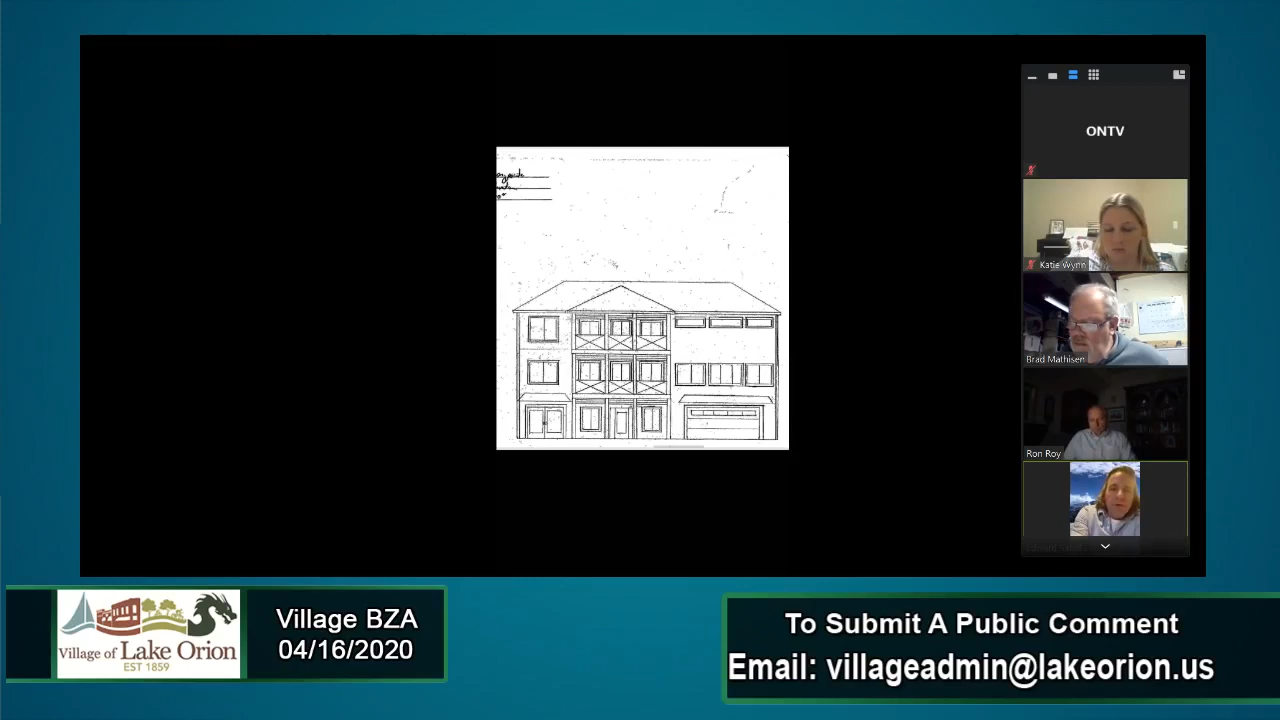 ONTV
Katie Wynn
Brad Mathisen
Ron Roy
Village of Lake Orion
EST 1859
Village BZA
04/16/2020
To Submit A Public Comment
Email: villageadmin@lakeorion.us